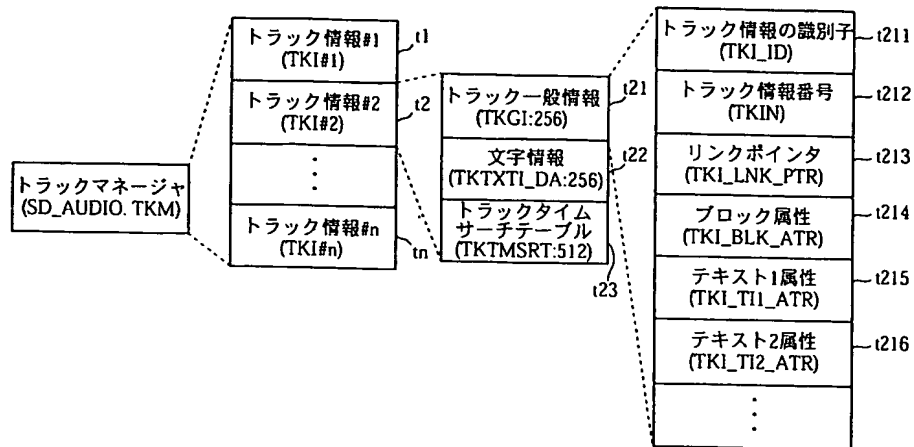 トラックマネージャ
(SD_AUDIO. TKM)
トラック情報#1
(TKI#1)
t1
トラック情報#2
(TKI#2)
t2
トラック情報#n
(TKI#n)
tn
トラック一般情報
(TKGI:256)
t21
文字情報
(TKTXTI_DA:256)
t22
トラックタイム
サーチテーブル
(TKTMSRT:512)
t23
トラック情報の識別子
(TKI_ID)
t211
トラック情報番号
(TKIN)
t212
リンクポインタ
(TKI_LNK_PTR)
t213
ブロック属性
(TKI_BLK_ATR)
t214
テキスト1属性
(TKI_TI1_ATR)
t215
テキスト2属性
(TKI_TI2_ATR)
t216